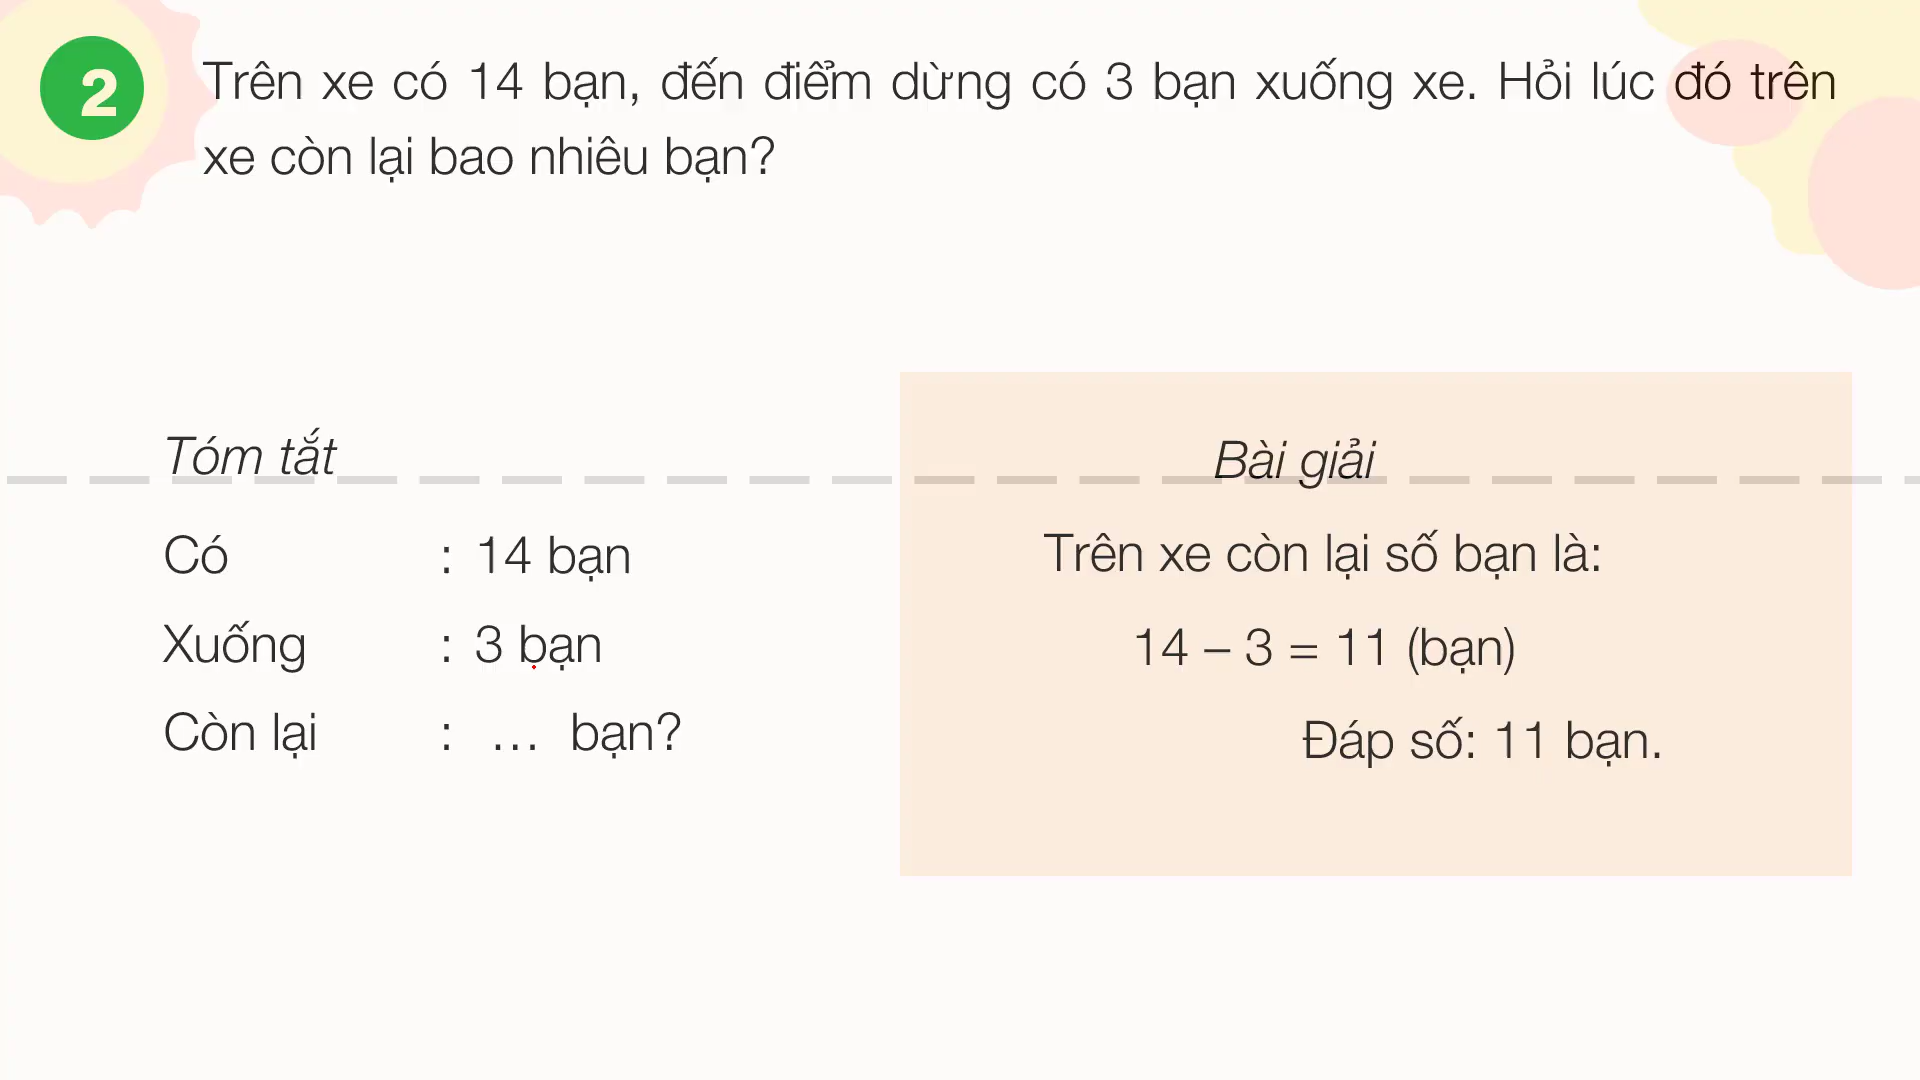 2
Trên xe có 14 bạn, đến điểm dừng có 3 bạn xuống xe. Hỏi lúc đó trên
xe còn lại bao nhiêu bạn?
Tóm tắt
Có : 14 bạn
Xuống : 3 bạn
Còn lại : ... bạn?
Bài giải
Trên xe còn lại số bạn là:
14 – 3 = 11 (bạn)
Đáp số: 11 bạn.